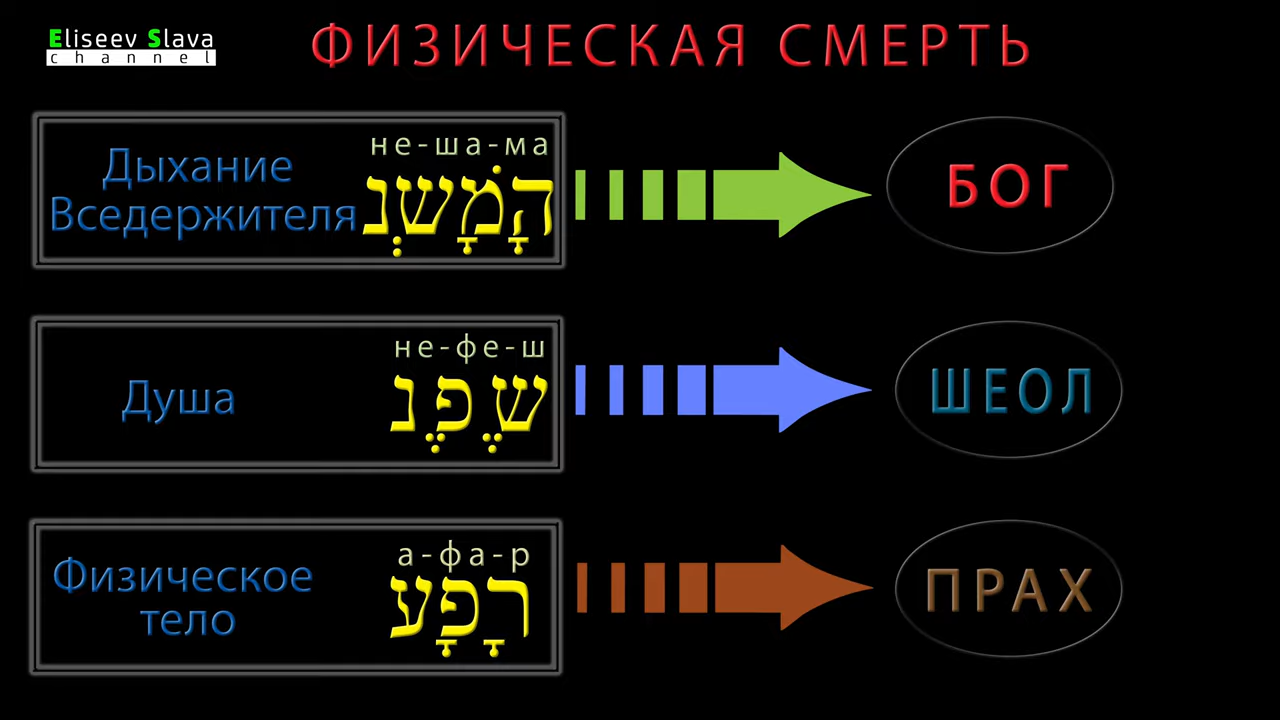 Eliseev Slava
channel
ФИЗИЧЕСКАЯ СМЕРТЬ
не-ша-ма
Дыхание
Вседержителя
הָמָׁשְנ
БОГ
не-фе-ш
Душа
שֶפֶנ
ШЕОЛ
а-фа-р
Физическое
тело
רָפָע
ПРАХ